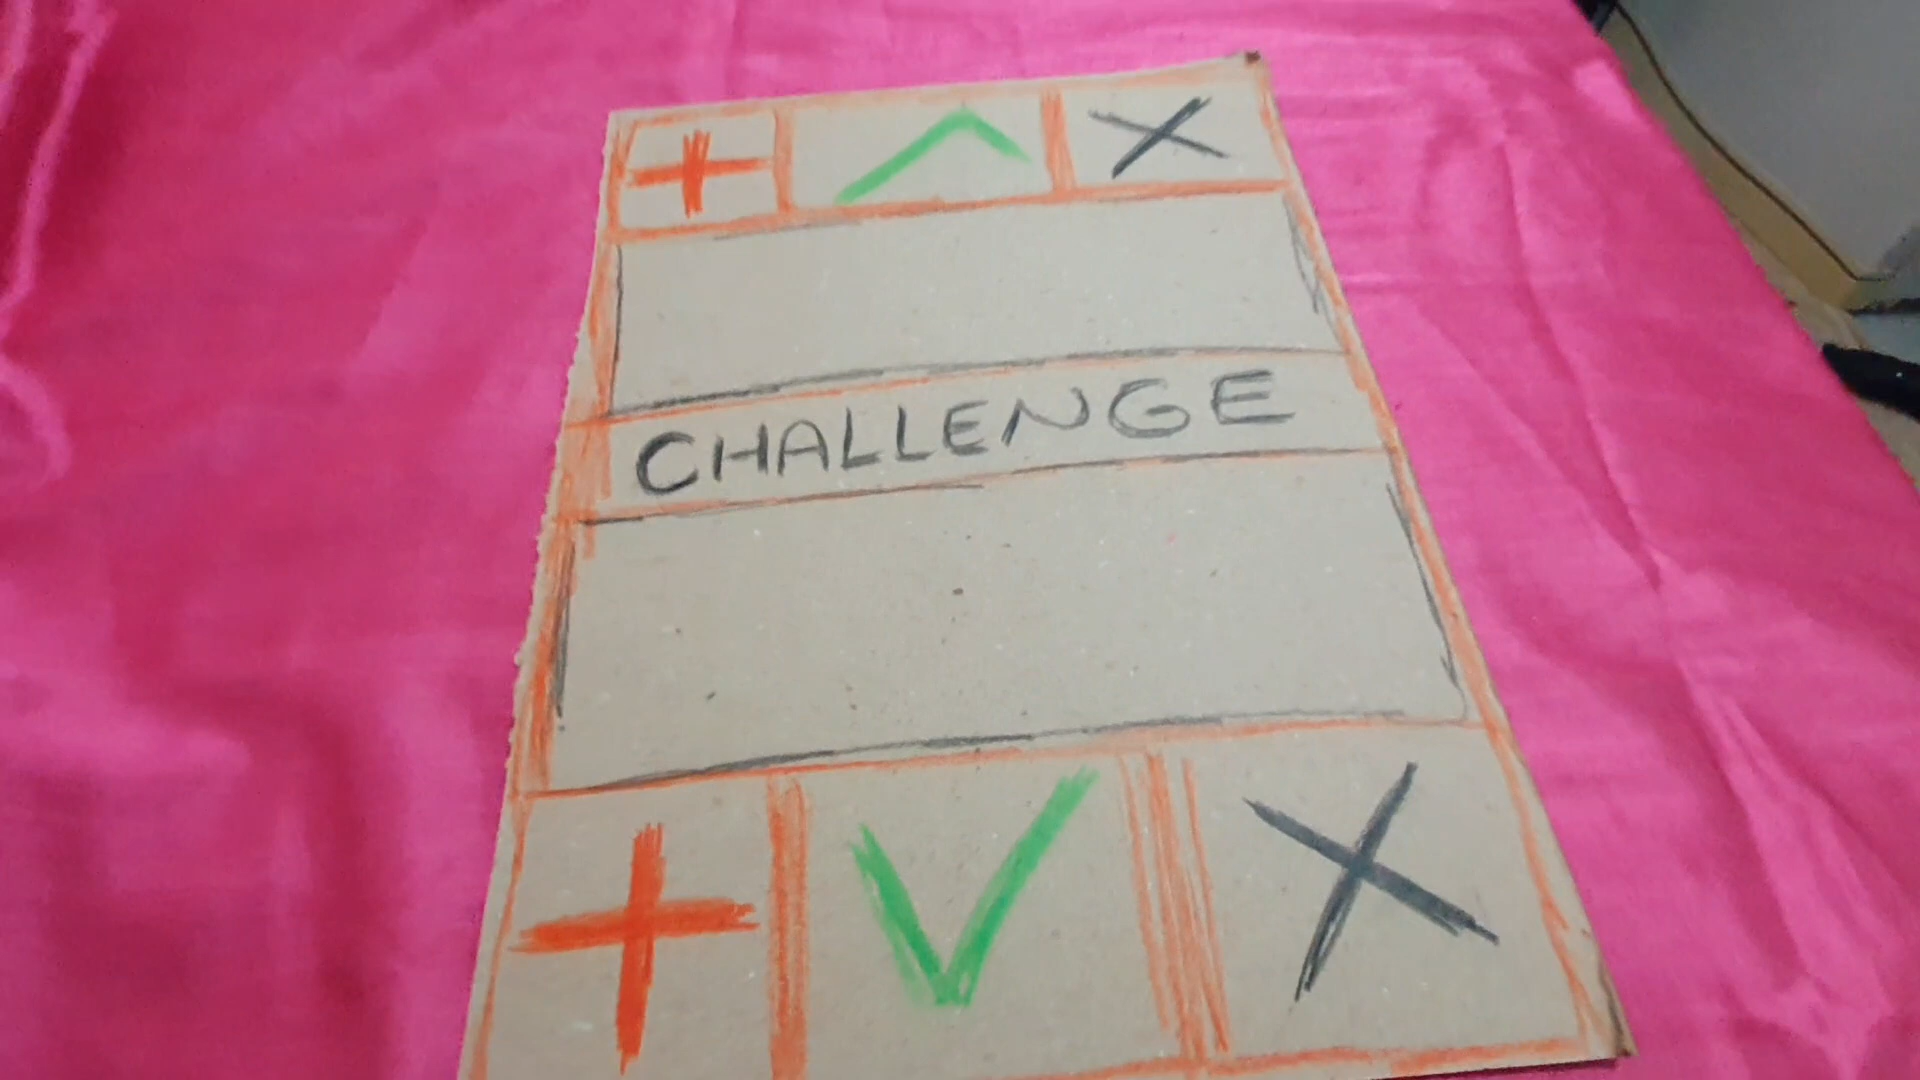 + ^ X
CHALLENGE
+ V X